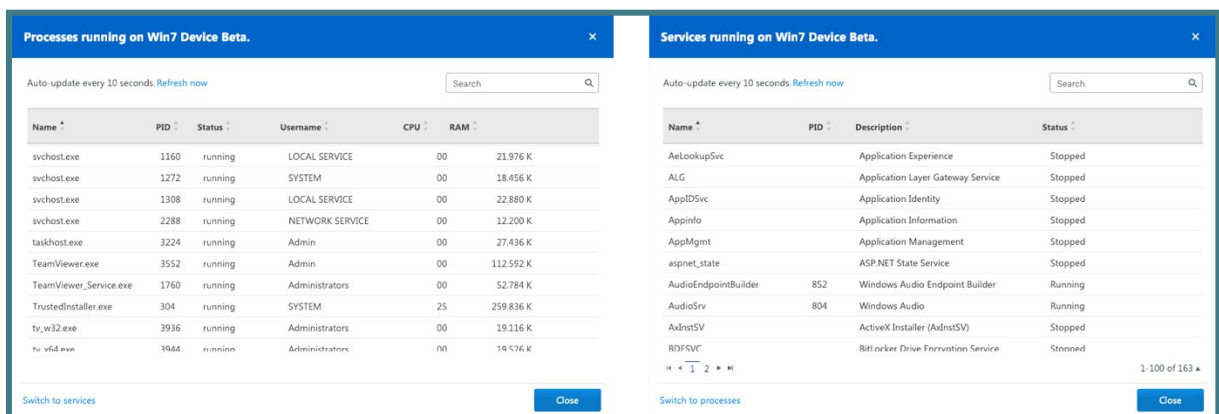 Processes running on Win7 Device Beta.
Auto-update every 10 seconds. Refresh now
Search
Name PID Status Username CPU RAM
svchost.exe 1160 running LOCAL SERVICE 00 21.976 K
svchost.exe 1272 running SYSTEM 00 18.456 K
svchost.exe 1308 running LOCAL SERVICE 00 22.880 K
svchost.exe 2288 running NETWORK SERVICE 00 12.200 K
taskhost.exe 3224 running Admin 00 27.436 K
TeamViewer.exe 3552 running Admin 00 112.592 K
TeamViewer_Service.exe 1760 running Administrators 00 52.784 K
TrustedInstaller.exe 304 running SYSTEM 25 259.836 K
tv_w32.exe 3936 running Administrators 00 19.116 K
tv_x64.exe 3944 running Administrators 00 19.576 K
Switch to services
Close
Services running on Win7 Device Beta.
Auto-update every 10 seconds. Refresh now
Search
Name PID Description Status
AeLookupSvc Application Experience Stopped
ALG Application Layer Gateway Service Stopped
AppIDSvc Application Identity Stopped
Appinfo Application Information Stopped
AppMgmt Application Management Stopped
aspnet_state ASP.NET State Service Stopped
AudioEndpointBuilder 852 Windows Audio Endpoint Builder Running
AudioSrv 804 Windows Audio Running
AxInstSV ActiveX Installer (AxInstSV) Stopped
BDESVC BitLocker Drive Encryption Service Stopped
1 2
1-100 of 163
Switch to processes
Close